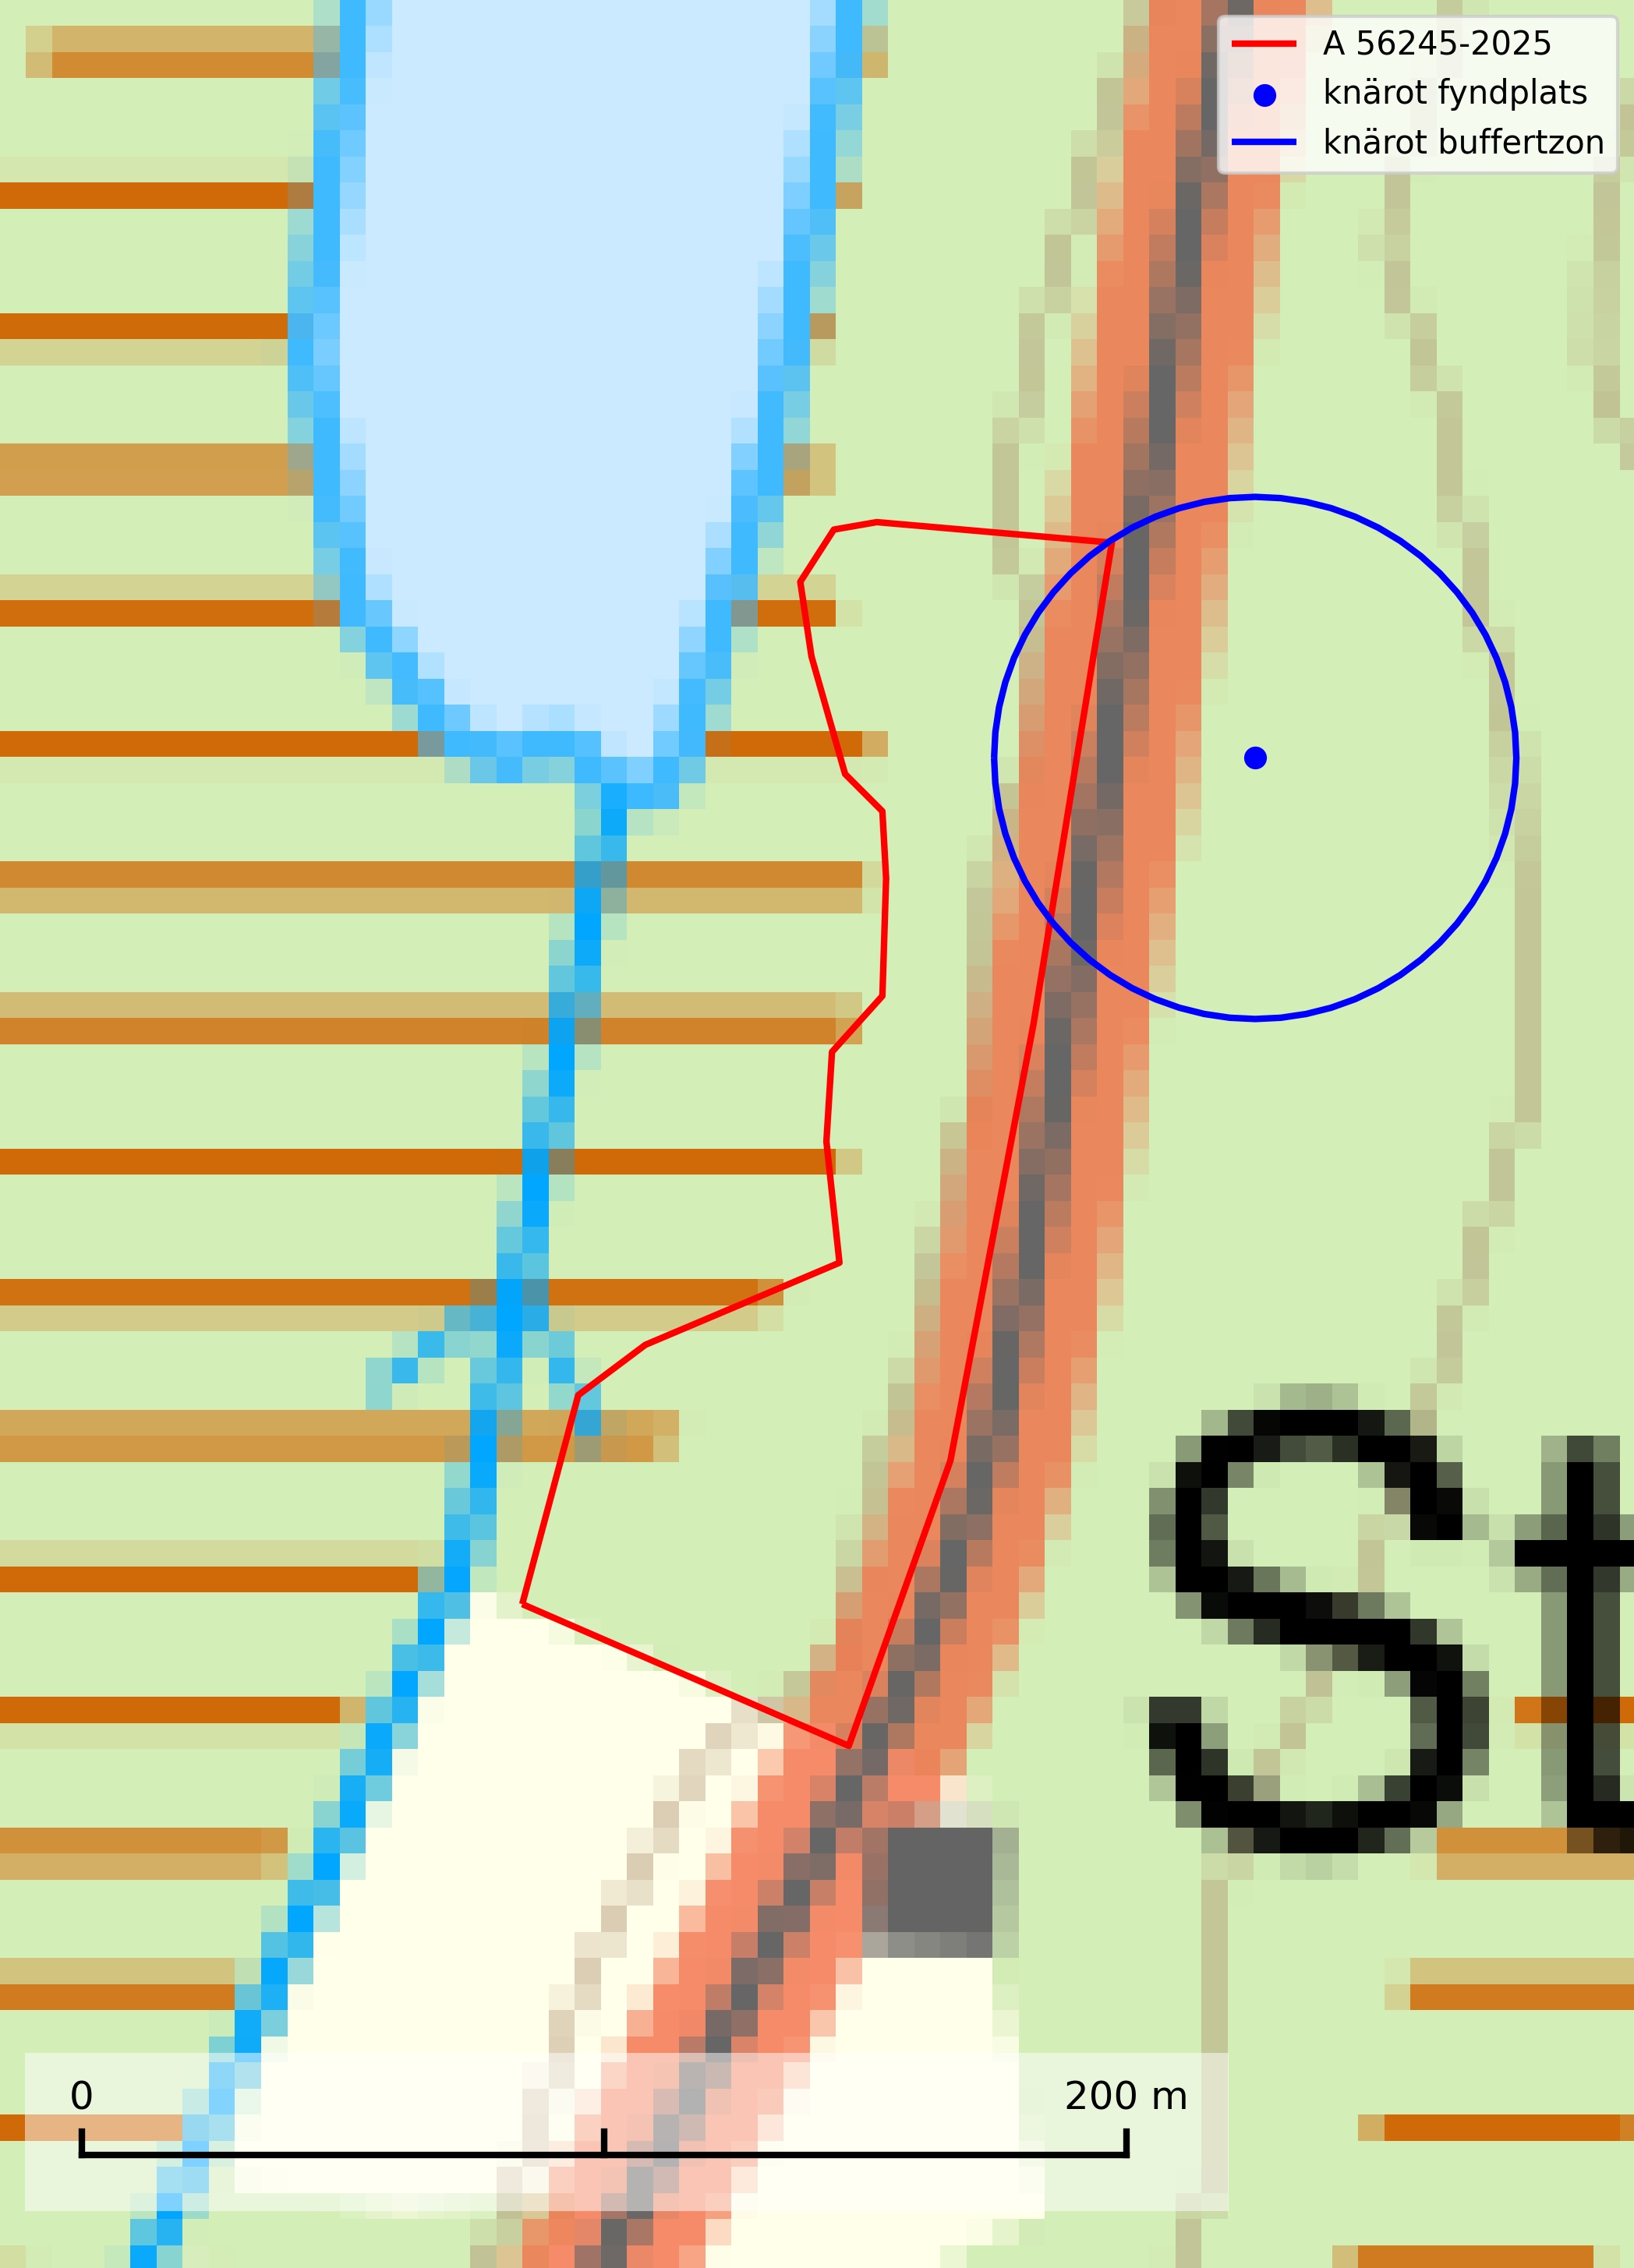 A 56245-2025
knärot fyndplats
knärot buffertzon
St
0
200 m